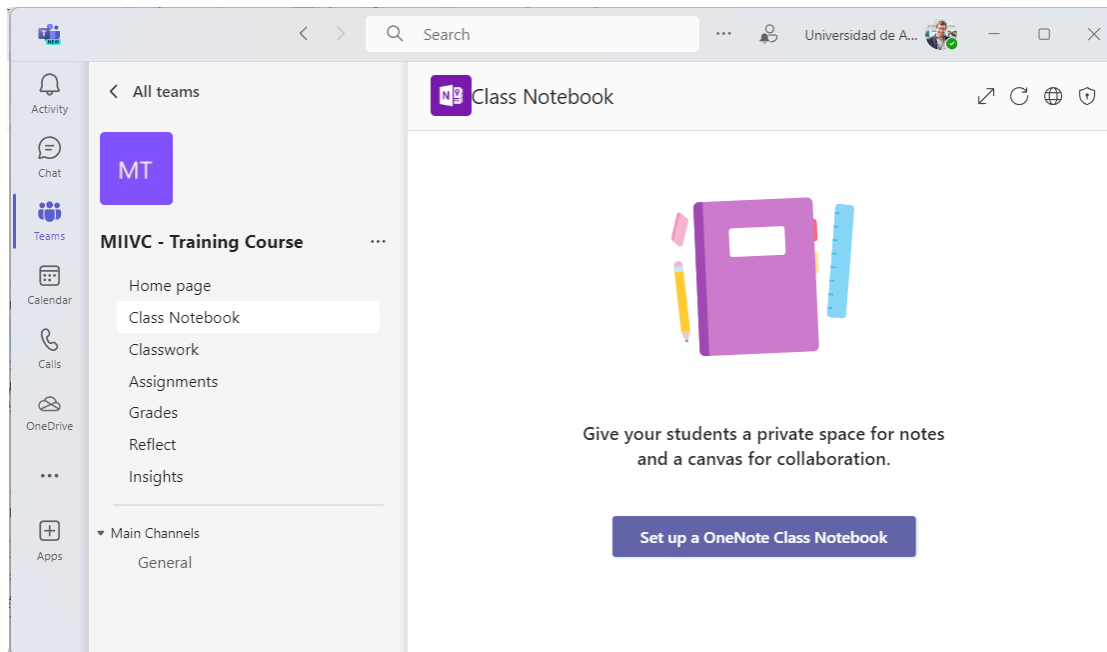 NEW
Search
Universidad de A...
Activity
Chat
Teams
Calendar
Calls
OneDrive
Apps
All teams
MT
MIIVC - Training Course
Home page
Class Notebook
Classwork
Assignments
Grades
Reflect
Insights
Main Channels
General
N
Class Notebook
Give your students a private space for notes
and a canvas for collaboration.
Set up a OneNote Class Notebook